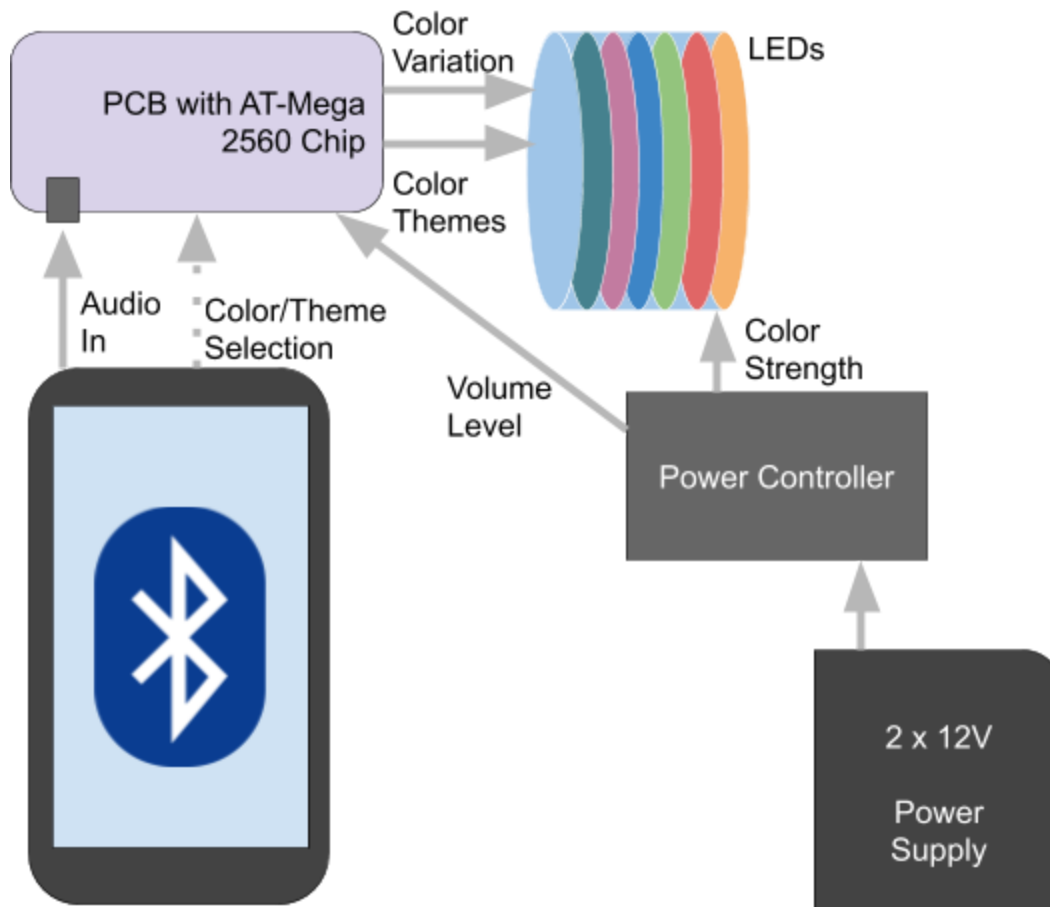 Color
Variation
LEDs
PCB with AT-Mega
2560 Chip
Color
Themes
Audio
In
Color/Theme
Selection
Color
Strength
Volume
Level
Power Controller
2 x 12V
Power
Supply